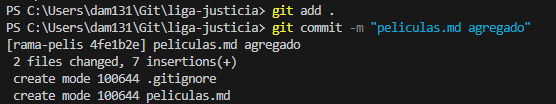 PS C:\Users\dam131\Git\liga-justicia> git add .
PS C:\Users\dam131\Git\liga-justicia> git commit -m "peliculas.md agregado"
[rama-pelis 4fe1b2e] peliculas.md agregado
 2 files changed, 7 insertions(+)
 create mode 100644 .gitignore
 create mode 100644 peliculas.md